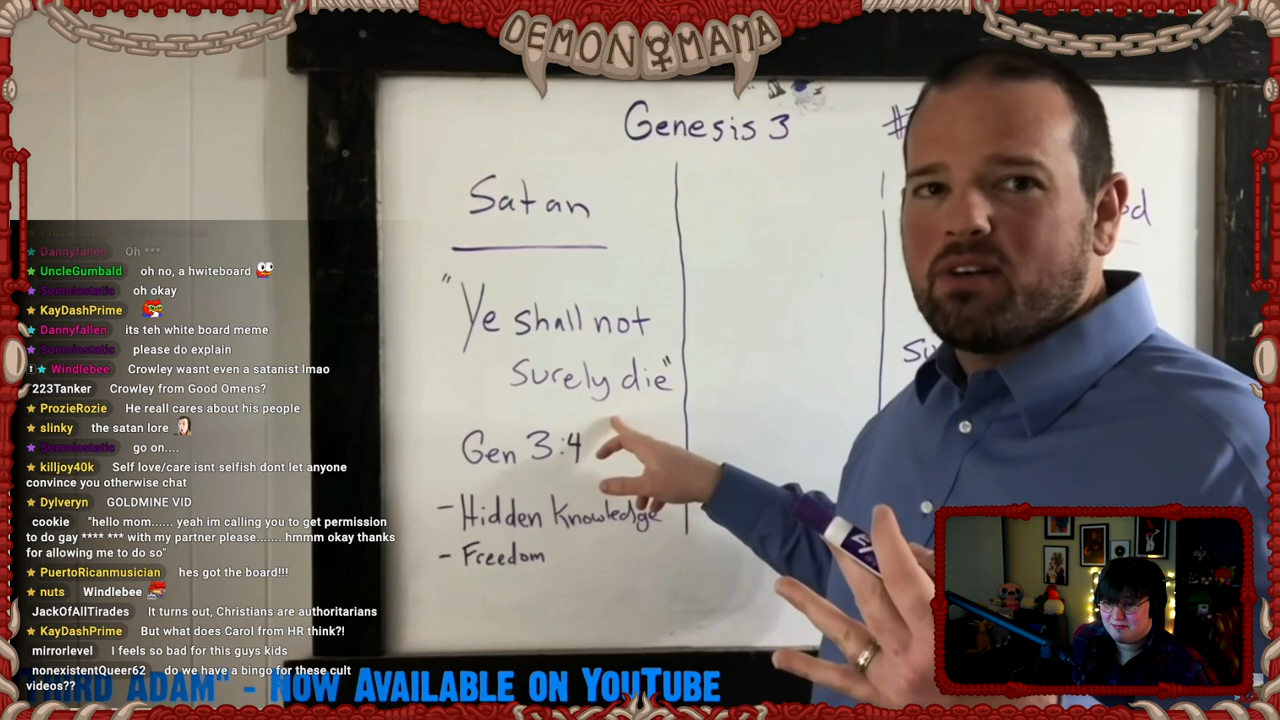 DEMON MAMA
Genesis 3
#
Satan
"Ye shall not
surely die"
Gen 3:4
- Hidden Knowledge
- Freedom
Dannyfallen Oh ***
UncleGumbald oh no, a hwiteboard
Somniostatic oh okay
KayDashPrime
Dannyfallen its teh white board meme
Somniostatic please do explain
Windlebee Crowley wasnt even a satanist lmao
223Tanker Crowley from Good Omens?
ProzieRozie He reall cares about his people
slinky the satan lore
Somniostatic go on....
killjoy40k Self love/care isnt selfish dont let anyone
convince you otherwise chat
Dylveryn GOLDMINE VID
cookie "hello mom...... yeah im calling you to get permission
to do gay **** *** with my partner please....... hmmm okay thanks
for allowing me to do so"
PuertoRicanmusician hes got the board!!!
nuts Windlebee
JackOfAllTirades It turns out, Christians are authoritarians
KayDashPrime But what does Carol from HR think?!
mirrorlevel I feels so bad for this guys kids
nonexistentQueer62 do we have a bingo for these cult
videos??
ADAM" - NOW AVAILABLE ON YOUTUBE